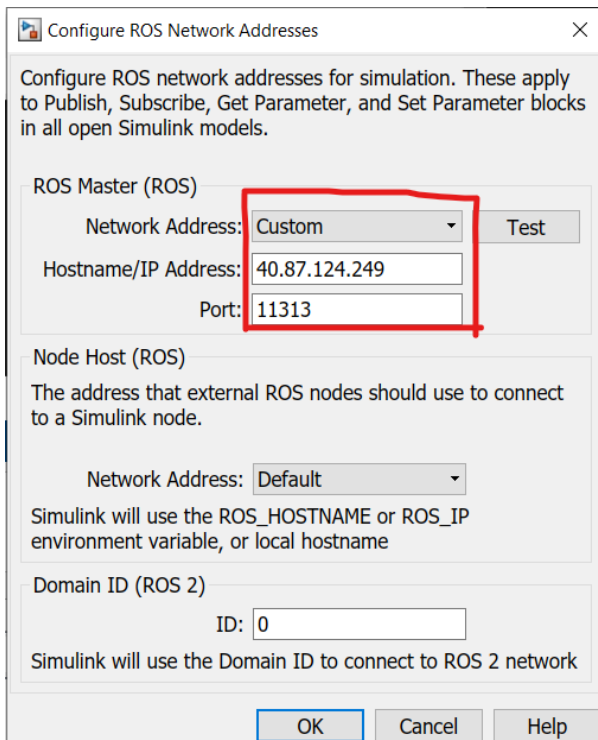 Configure ROS Network Addresses
Configure ROS network addresses for simulation. These apply
to Publish, Subscribe, Get Parameter, and Set Parameter blocks
in all open Simulink models.
ROS Master (ROS)
Network Address: Custom Test
Hostname/IP Address: 40.87.124.249
Port: 11313
Node Host (ROS)
The address that external ROS nodes should use to connect
to a Simulink node.
Network Address: Default
Simulink will use the ROS_HOSTNAME or ROS_IP
environment variable, or local hostname
Domain ID (ROS 2)
ID: 0
Simulink will use the Domain ID to connect to ROS 2 network
OK Cancel Help